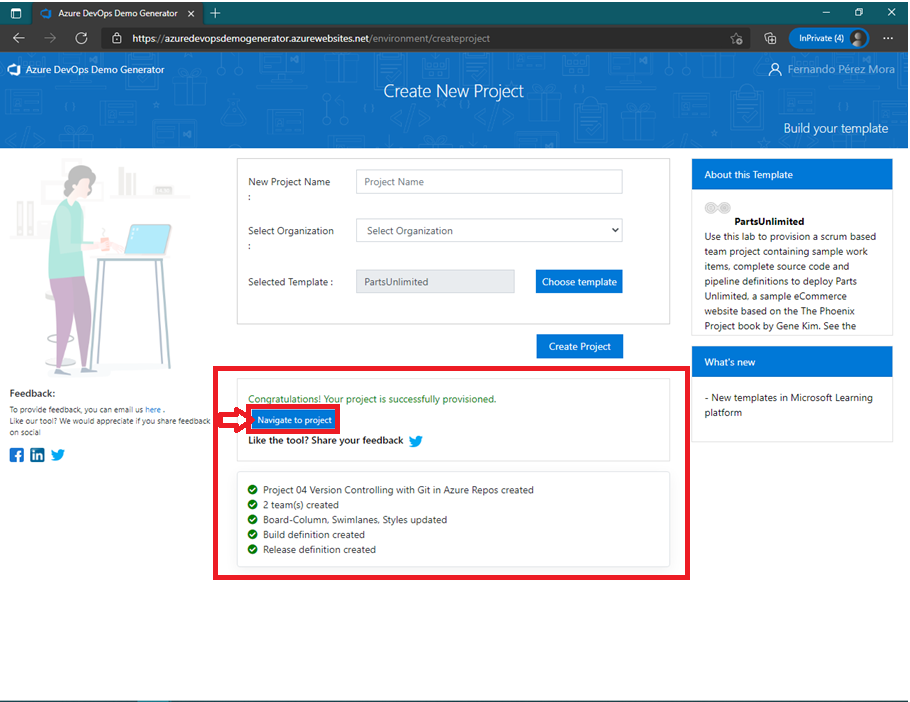 Azure DevOps Demo Generator
https://azuredevopsdemogenerator.azurewebsites.net/environment/createproject
InPrivate (4)
Azure DevOps Demo Generator
Fernando Pérez Mora
Create New Project
Build your template
New Project Name
:
Project Name
Select Organization
:
Select Organization
Selected Template :
PartsUnlimited
Choose template
Create Project
About this Template
PartsUnlimited
Use this lab to provision a scrum based
team project containing sample work
items, complete source code and
pipeline definitions to deploy Parts
Unlimited, a sample eCommerce
website based on the The Phoenix
Project book by Gene Kim. See the
What's new
- New templates in Microsoft Learning
platform
Feedback:
To provide feedback, you can email us here .
Like our tool? We would appreciate if you share feedback
on social
Congratulations! Your project is successfully provisioned.
Navigate to project
Like the tool? Share your feedback
Project 04 Version Controlling with Git in Azure Repos created
2 team(s) created
Board-Column, Swimlanes, Styles updated
Build definition created
Release definition created